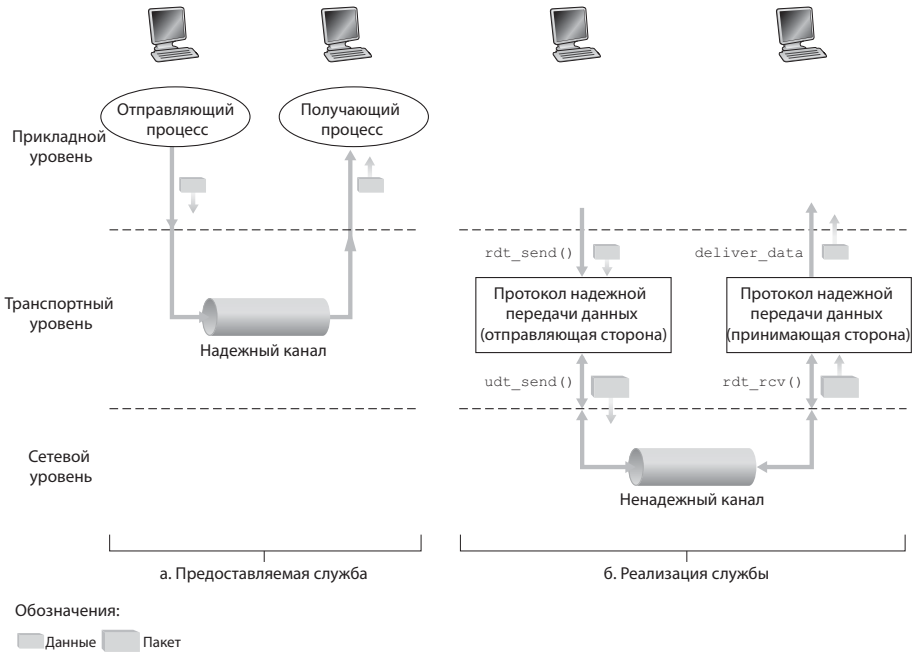 Отправляющий
процесс
Получающий
процесс
Прикладной
уровень
rdt_send()
deliver_data
Транспортный
уровень
Надежный канал
Протокол надежной
передачи данных
(отправляющая сторона)
Протокол надежной
передачи данных
(принимающая сторона)
udt_send()
rdt_rcv()
Сетевой
уровень
Ненадежный канал
а. Предоставляемая служба
б. Реализация службы
Обозначения:
Данные
Пакет